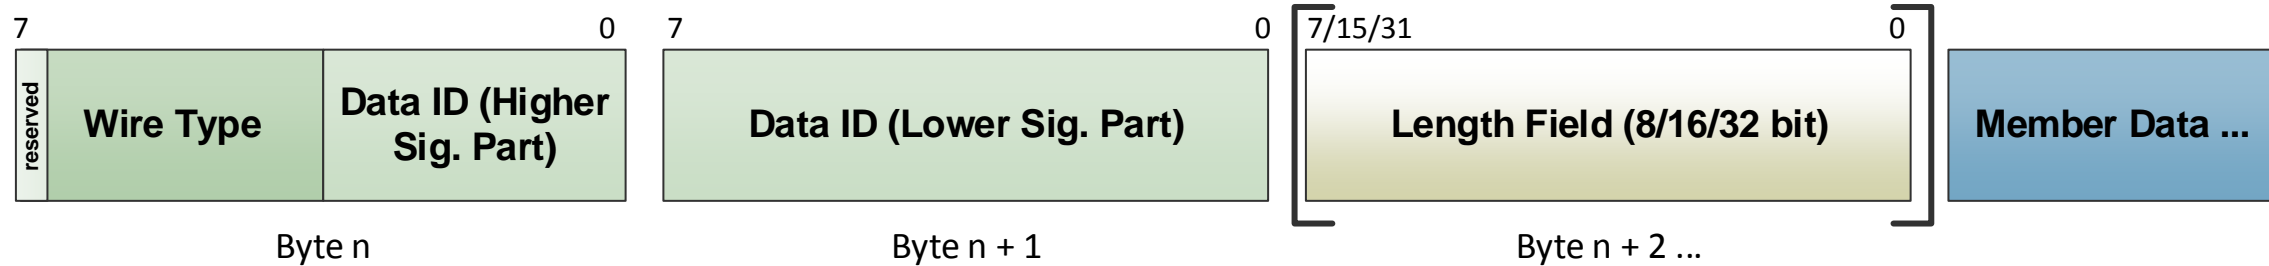 7 0 7 0 7/15/31 0
reserved
Wire Type
Data ID (Higher
Sig. Part)
Data ID (Lower Sig. Part)
Length Field (8/16/32 bit)
Member Data ...
Byte n
Byte n + 1
Byte n + 2 ...